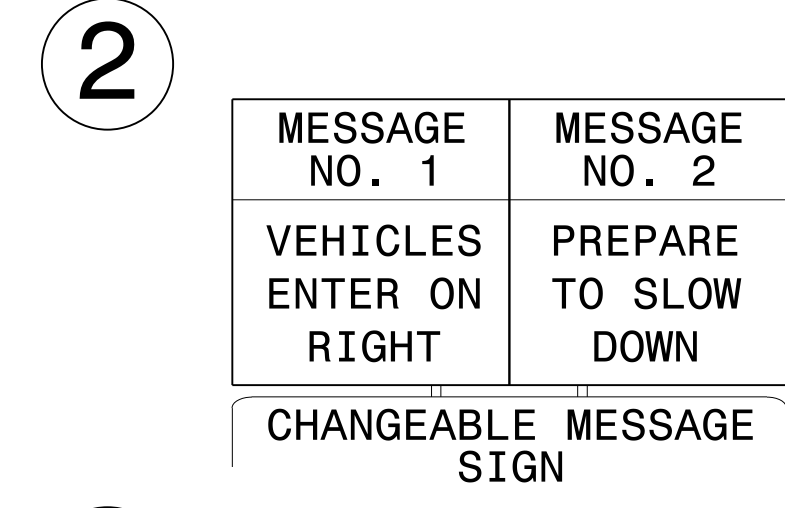 2
MESSAGE
NO. 1
MESSAGE
NO. 2
VEHICLES
ENTER ON
RIGHT
PREPARE
TO SLOW
DOWN
CHANGEABLE MESSAGE
SIGN